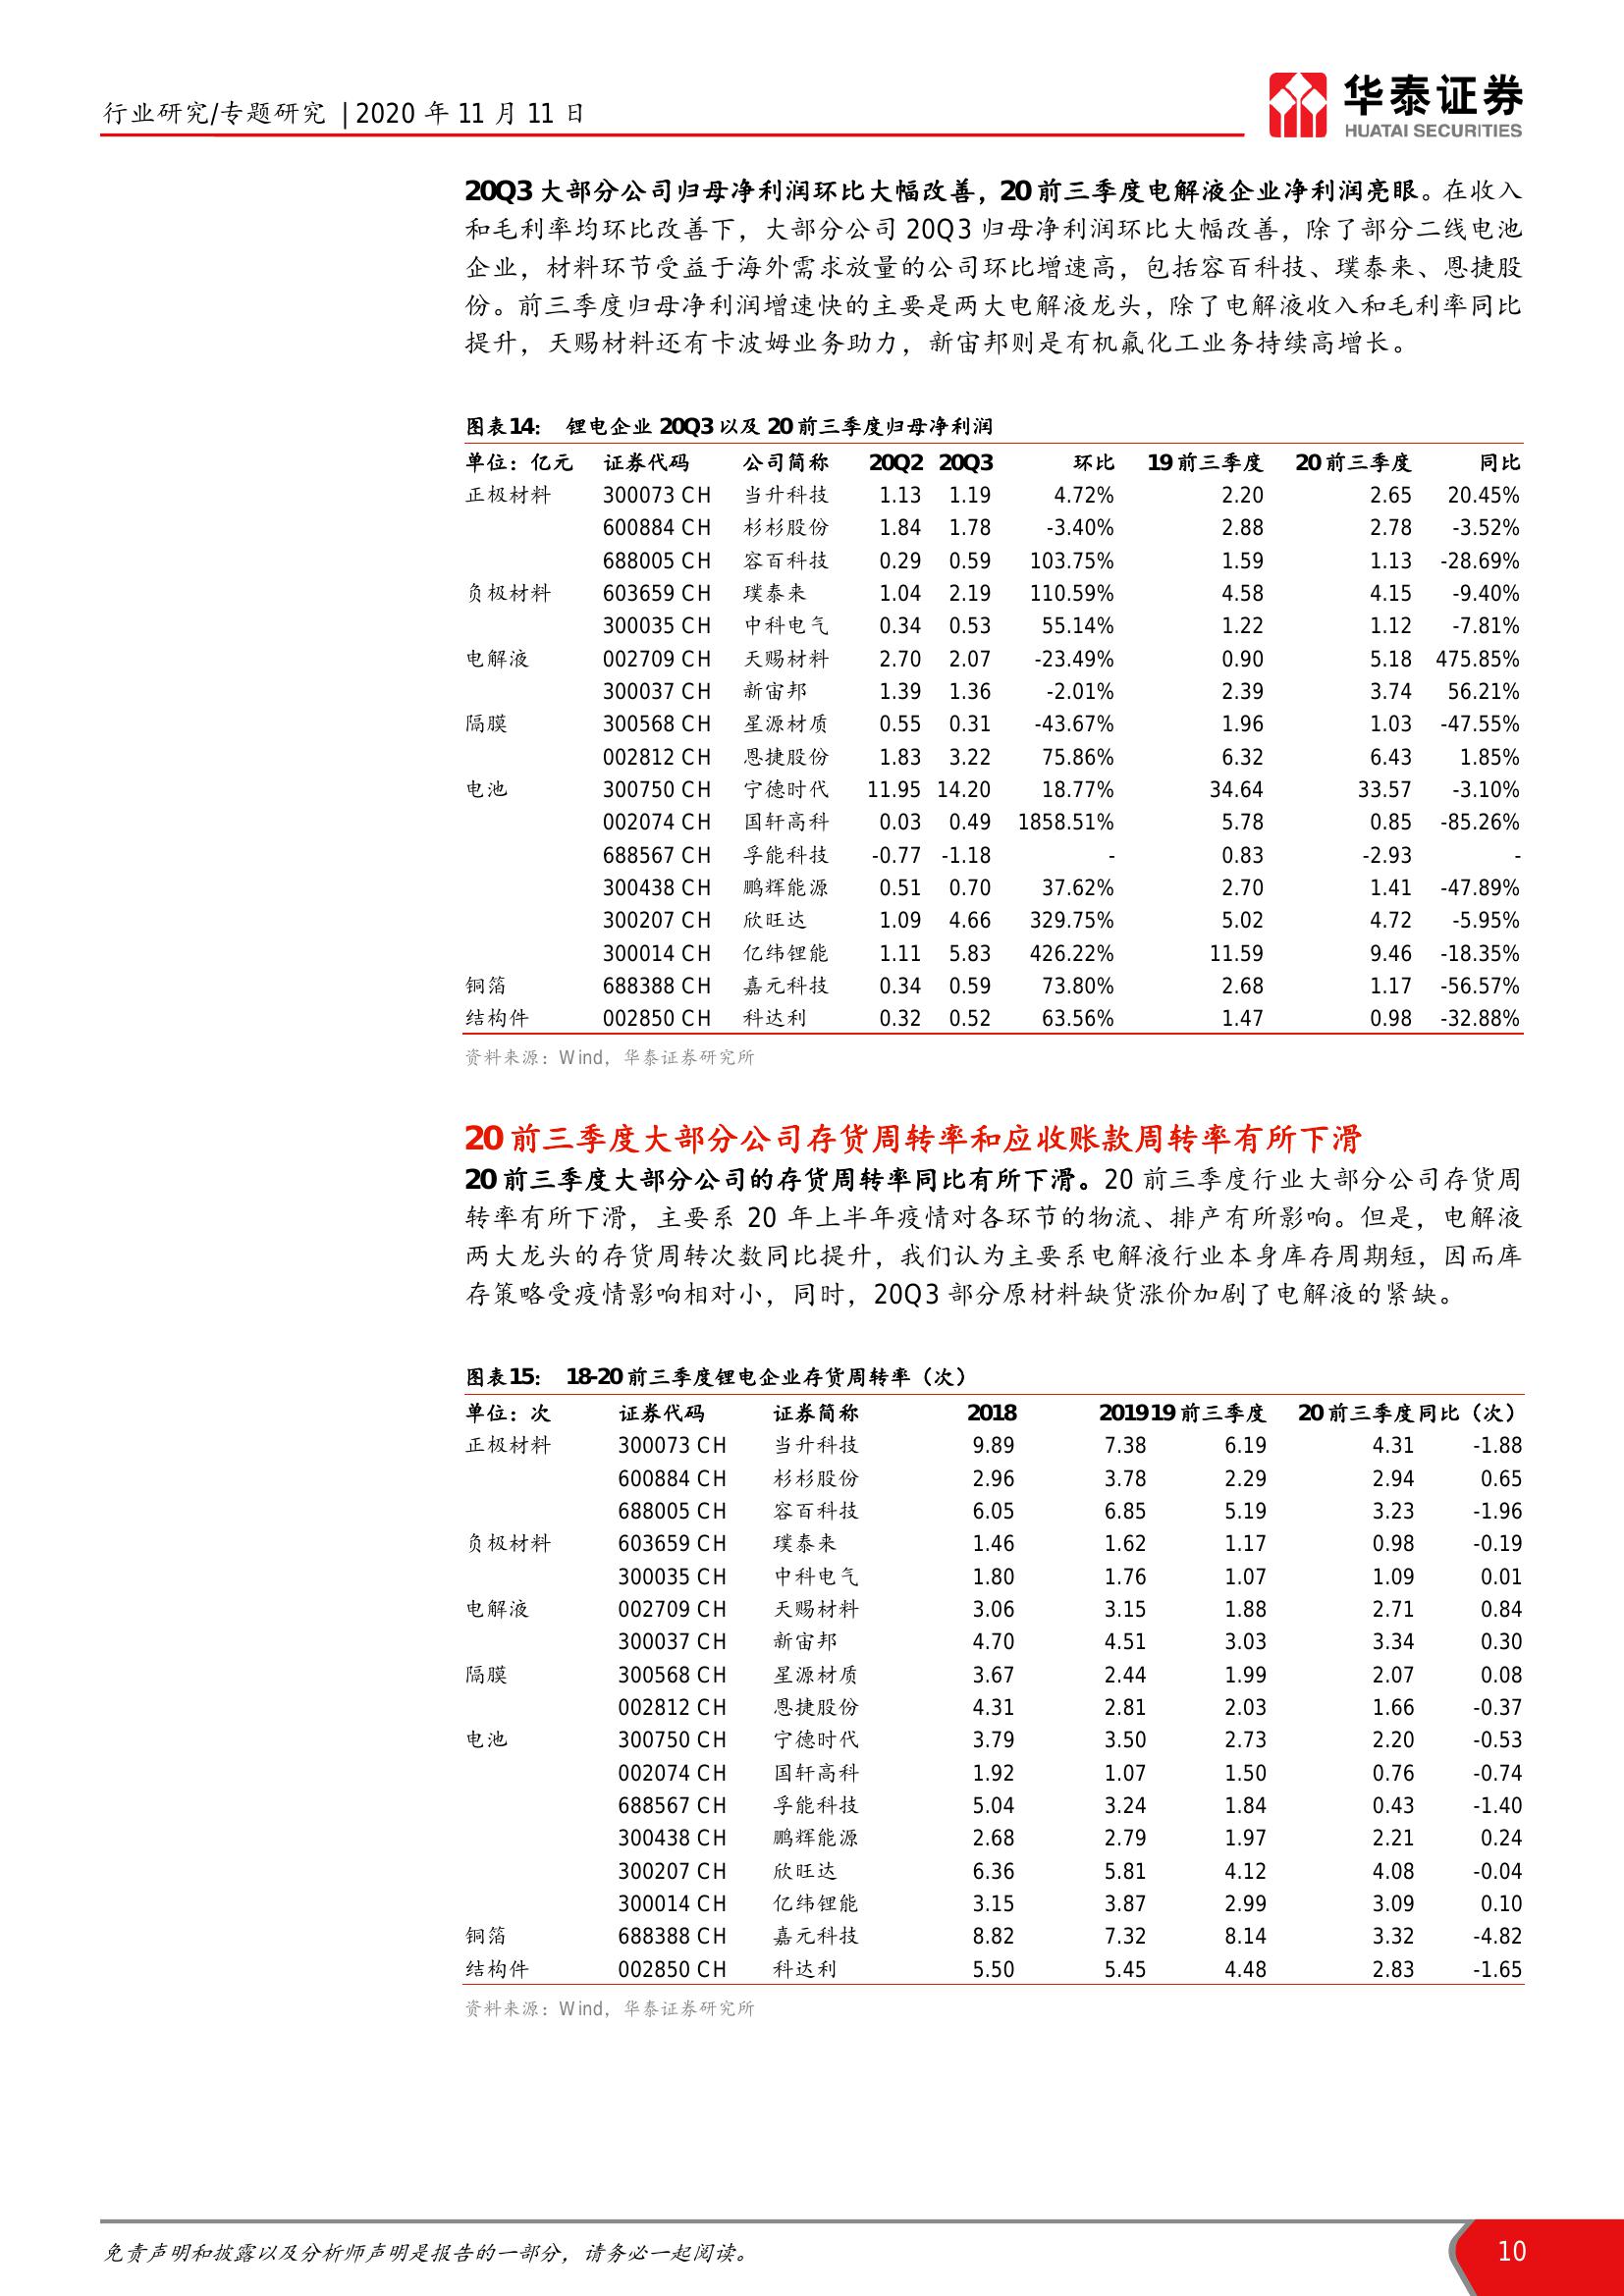 行业研究/专题研究 | 2020 年 11 月 11 日
华泰证券
HUATAI SECURITIES
20Q3 大部分公司归母净利润环比大幅改善，20 前三季度电解液企业净利润亮眼。在收入
和毛利率均环比改善下，大部分公司 20Q3 归母净利润环比大幅改善，除了部分二线电池
企业，材料环节受益于海外需求放量的公司环比增速高，包括容百科技、璞泰来、恩捷股
份。前三季度归母净利润增速快的主要是两大电解液龙头，除了电解液收入和毛利率同比
提升，天赐材料还有卡波姆业务助力，新宙邦则是有机氟化工业务持续高增长。
图表14： 锂电企业 20Q3 以及 20 前三季度归母净利润
单位：亿元 证券代码 公司简称 20Q2 20Q3 环比 19 前三季度 20 前三季度 同比
正极材料 300073 CH 当升科技 1.13 1.19 4.72% 2.20 2.65 20.45%
600884 CH 杉杉股份 1.84 1.78 -3.40% 2.88 2.78 -3.52%
688005 CH 容百科技 0.29 0.59 103.75% 1.59 1.13 -28.69%
负极材料 603659 CH 璞泰来 1.04 2.19 110.59% 4.58 4.15 -9.40%
300035 CH 中科电气 0.34 0.53 55.14% 1.22 1.12 -7.81%
电解液 002709 CH 天赐材料 2.70 2.07 -23.49% 0.90 5.18 475.85%
300037 CH 新宙邦 1.39 1.36 -2.01% 2.39 3.74 56.21%
隔膜 300568 CH 星源材质 0.55 0.31 -43.67% 1.96 1.03 -47.55%
002812 CH 恩捷股份 1.83 3.22 75.86% 6.32 6.43 1.85%
电池 300750 CH 宁德时代 11.95 14.20 18.77% 34.64 33.57 -3.10%
002074 CH 国轩高科 0.03 0.49 1858.51% 5.78 0.85 -85.26%
688567 CH 孚能科技 -0.77 -1.18 - 0.83 -2.93 -
300438 CH 鹏辉能源 0.51 0.70 37.62% 2.70 1.41 -47.89%
300207 CH 欣旺达 1.09 4.66 329.75% 5.02 4.72 -5.95%
300014 CH 亿纬锂能 1.11 5.83 426.22% 11.59 9.46 -18.35%
铜箔 688388 CH 嘉元科技 0.34 0.59 73.80% 2.68 1.17 -56.57%
结构件 002850 CH 科达利 0.32 0.52 63.56% 1.47 0.98 -32.88%
资料来源：Wind，华泰证券研究所
20 前三季度大部分公司存货周转率和应收账款周转率有所下滑
20 前三季度大部分公司的存货周转率同比有所下滑。20 前三季度行业大部分公司存货周
转率有所下滑，主要系 20 年上半年疫情对各环节的物流、排产有所影响。但是，电解液
两大龙头的存货周转次数同比提升，我们认为主要系电解液行业本身库存周期短，因而库
存策略受疫情影响相对小，同时，20Q3 部分原材料缺货涨价加剧了电解液的紧缺。
图表15： 18-20 前三季度锂电企业存货周转率（次）
单位：次 证券代码 证券简称 2018 2019 19 前三季度 20 前三季度 同比（次）
正极材料 300073 CH 当升科技 9.89 7.38 6.19 4.31 -1.88
600884 CH 杉杉股份 2.96 3.78 2.29 2.94 0.65
688005 CH 容百科技 6.05 6.85 5.19 3.23 -1.96
负极材料 603659 CH 璞泰来 1.46 1.62 1.17 0.98 -0.19
300035 CH 中科电气 1.80 1.76 1.07 1.09 0.01
电解液 002709 CH 天赐材料 3.06 3.15 1.88 2.71 0.84
300037 CH 新宙邦 4.70 4.51 3.03 3.34 0.30
隔膜 300568 CH 星源材质 3.67 2.44 1.99 2.07 0.08
002812 CH 恩捷股份 4.31 2.81 2.03 1.66 -0.37
电池 300750 CH 宁德时代 3.79 3.50 2.73 2.20 -0.53
002074 CH 国轩高科 1.92 1.07 1.50 0.76 -0.74
688567 CH 孚能科技 5.04 3.24 1.84 0.43 -1.40
300438 CH 鹏辉能源 2.68 2.79 1.97 2.21 0.24
300207 CH 欣旺达 6.36 5.81 4.12 4.08 -0.04
300014 CH 亿纬锂能 3.15 3.87 2.99 3.09 0.10
铜箔 688388 CH 嘉元科技 8.82 7.32 8.14 3.32 -4.82
结构件 002850 CH 科达利 5.50 5.45 4.48 2.83 -1.65
资料来源：Wind，华泰证券研究所
免责声明和披露以及分析师声明是报告的一部分，请务必一起阅读。
10